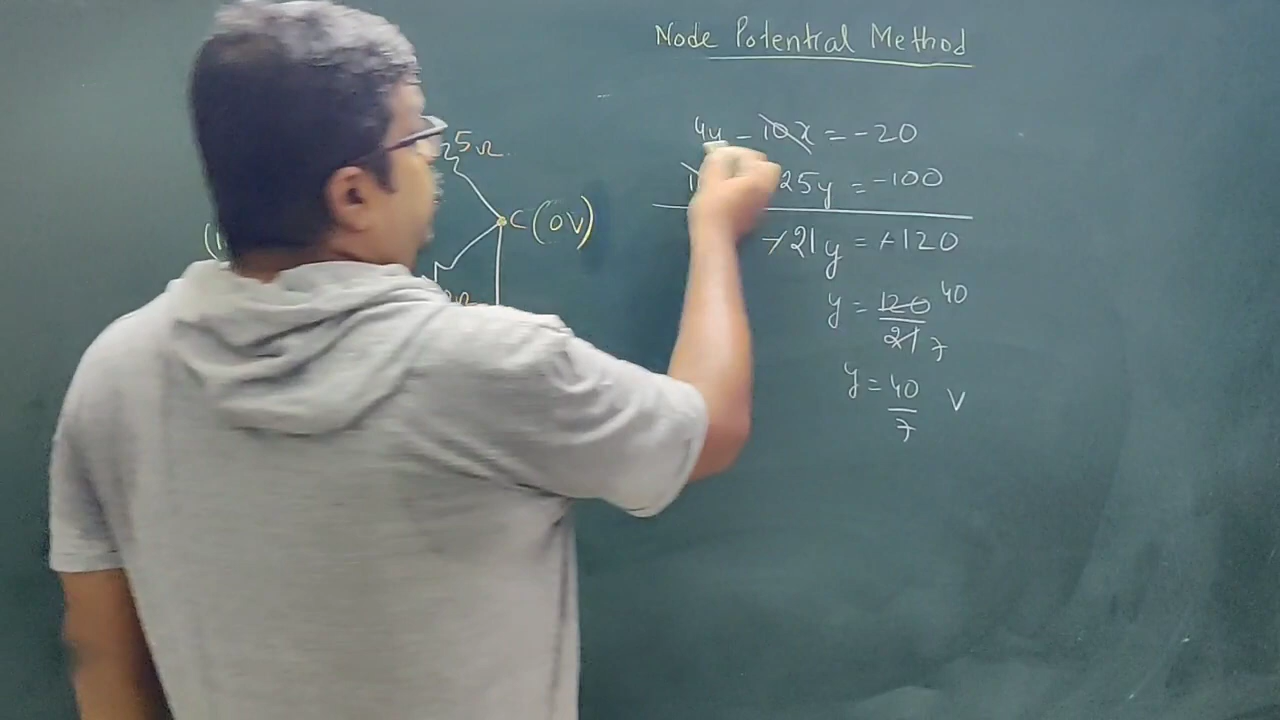 Node Potential Method
4y - 10x = -20
25y = -100
-21y = -120
y = 120/21 40 7
y = 40/7 V
5Ω
C (0V)